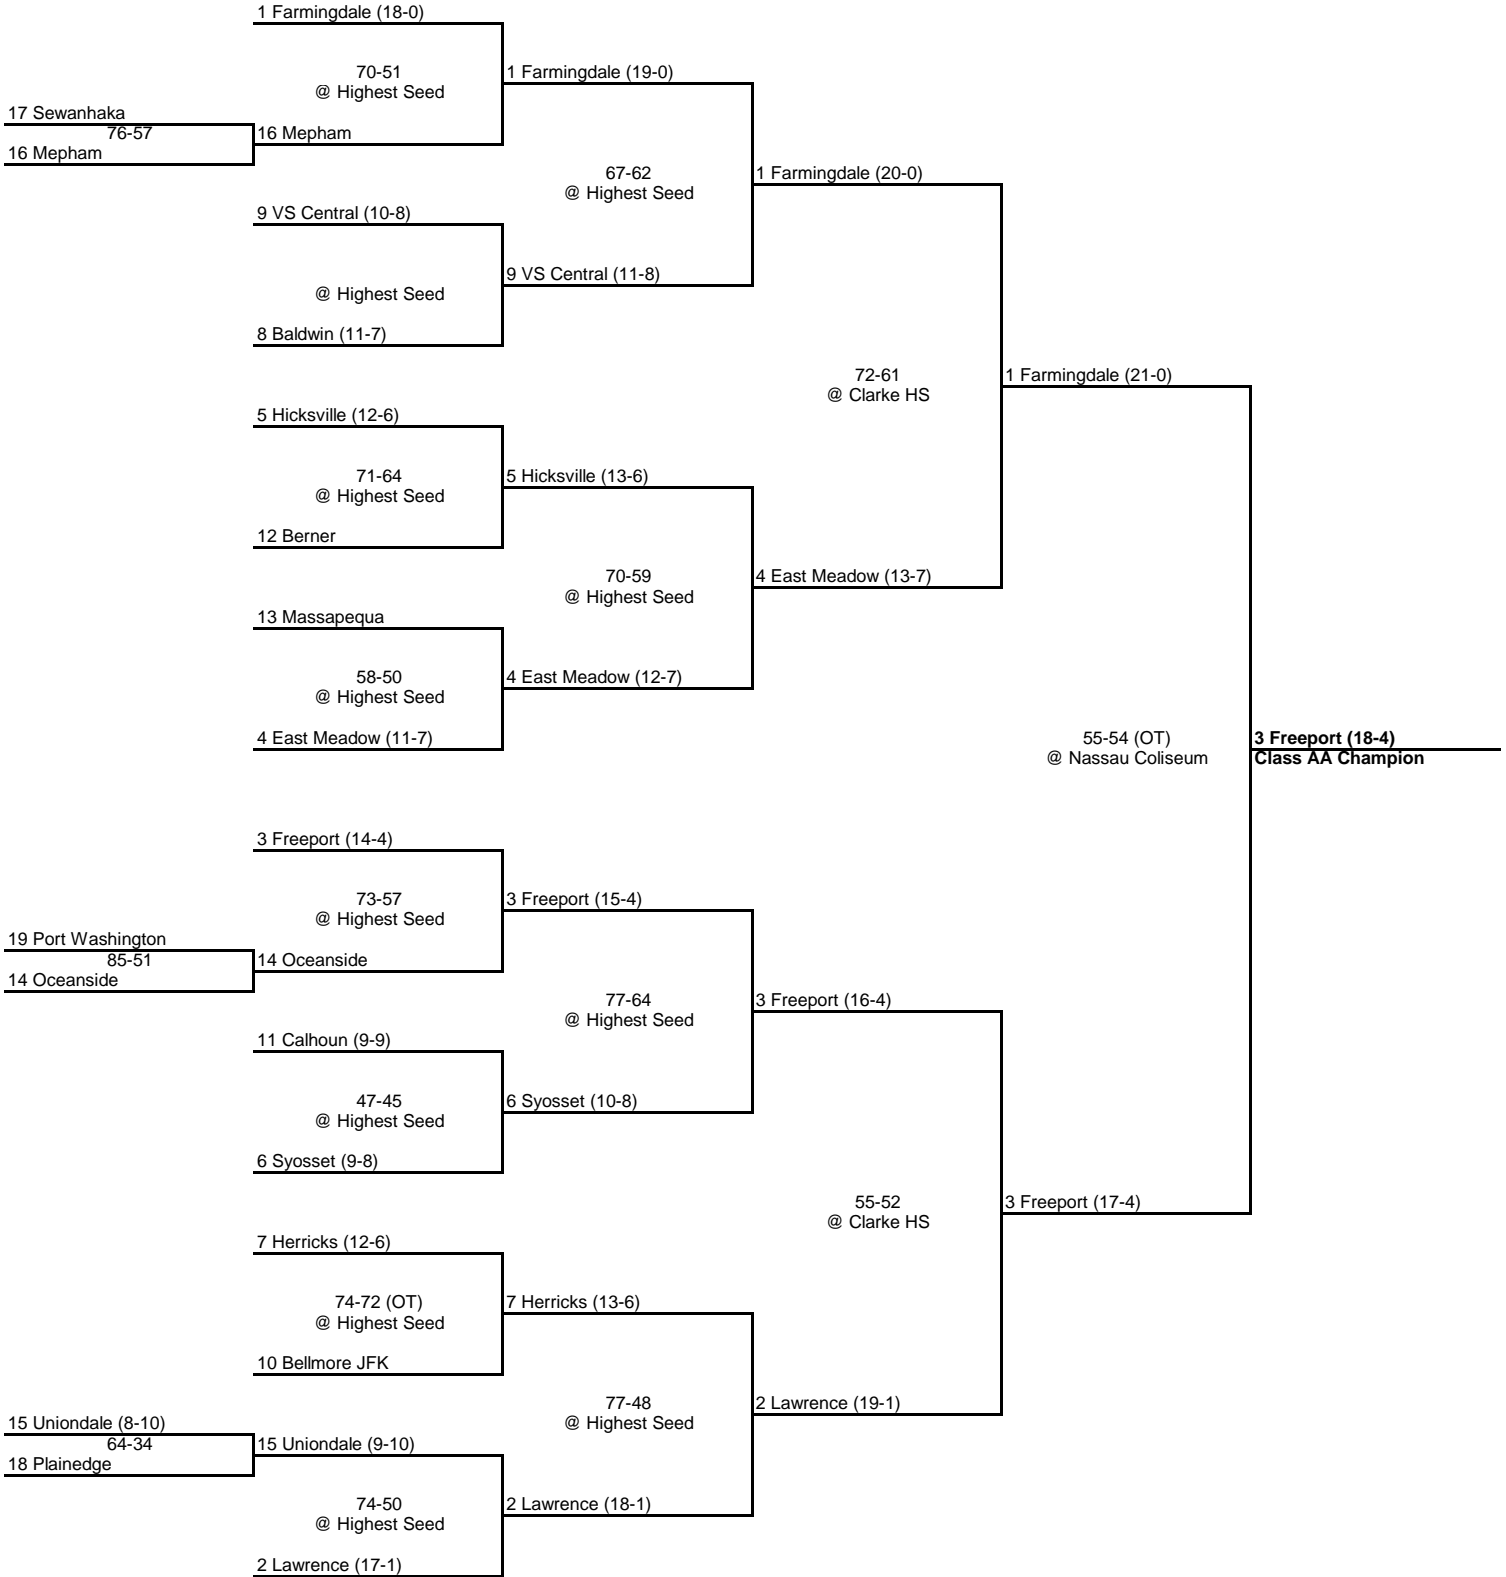 1 Farmingdale (18-0)
70-51
@ Highest Seed
1 Farmingdale (19-0)
17 Sewanhaka
76-57
16 Mepham
16 Mepham
67-62
@ Highest Seed
1 Farmingdale (20-0)
9 VS Central (10-8)
@ Highest Seed
9 VS Central (11-8)
8 Baldwin (11-7)
72-61
@ Clarke HS
1 Farmingdale (21-0)
5 Hicksville (12-6)
71-64
@ Highest Seed
5 Hicksville (13-6)
12 Berner
70-59
@ Highest Seed
4 East Meadow (13-7)
13 Massapequa
58-50
@ Highest Seed
4 East Meadow (12-7)
4 East Meadow (11-7)
55-54 (OT)
@ Nassau Coliseum
3 Freeport (18-4)
Class AA Champion
3 Freeport (14-4)
73-57
@ Highest Seed
3 Freeport (15-4)
19 Port Washington
85-51
14 Oceanside
14 Oceanside
77-64
@ Highest Seed
3 Freeport (16-4)
11 Calhoun (9-9)
47-45
@ Highest Seed
6 Syosset (10-8)
6 Syosset (9-8)
55-52
@ Clarke HS
3 Freeport (17-4)
7 Herricks (12-6)
74-72 (OT)
@ Highest Seed
7 Herricks (13-6)
10 Bellmore JFK
77-48
@ Highest Seed
2 Lawrence (19-1)
15 Uniondale (8-10)
64-34
18 Plainedge
15 Uniondale (9-10)
74-50
@ Highest Seed
2 Lawrence (18-1)
2 Lawrence (17-1)